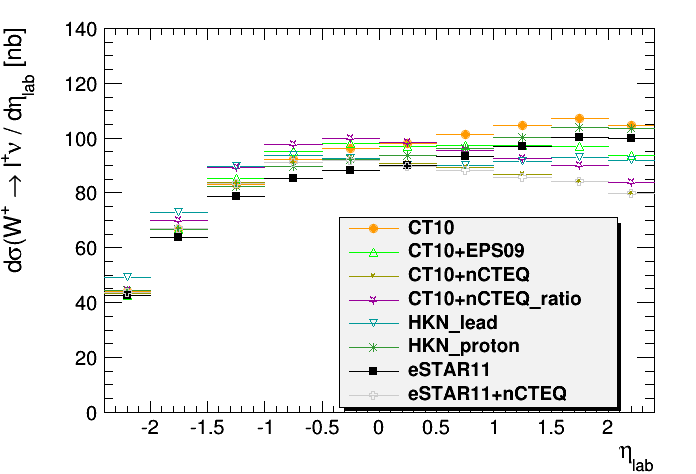 dσ(W⁺ → l⁺ν / dη_lab [nb]
140
120
100
80
60
40
20
0
-2 -1.5 -1 -0.5 0 0.5 1 1.5 2
η_lab
CT10
CT10+EPS09
CT10+nCTEQ
CT10+nCTEQ_ratio
HKN_lead
HKN_proton
eSTAR11
eSTAR11+nCTEQ